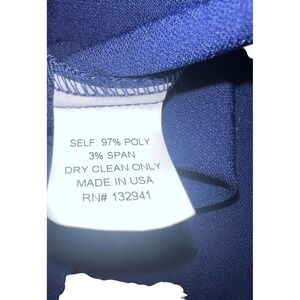 SELF: 97% POLY
3% SPAN
DRY CLEAN ONLY
MADE IN USA
RN# 132941